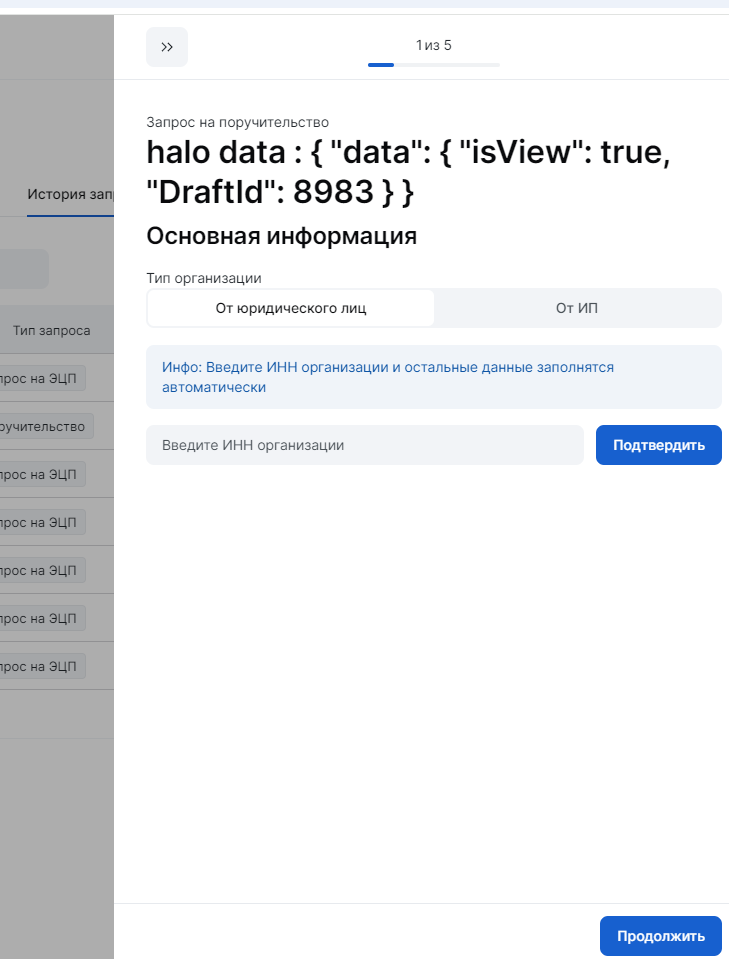 1 из 5
Запрос на поручительство
halo data : { "data": { "isView": true,
"DraftId": 8983 } }
Основная информация
Тип организации
От юридического лиц
От ИП
Инфо: Введите ИНН организации и остальные данные заполнятся
автоматически
Введите ИНН организации
Подтвердить
Продолжить
История зап
Тип запроса
прос на ЭЦП
ручительство
прос на ЭЦП
прос на ЭЦП
прос на ЭЦП
прос на ЭЦП
прос на ЭЦП